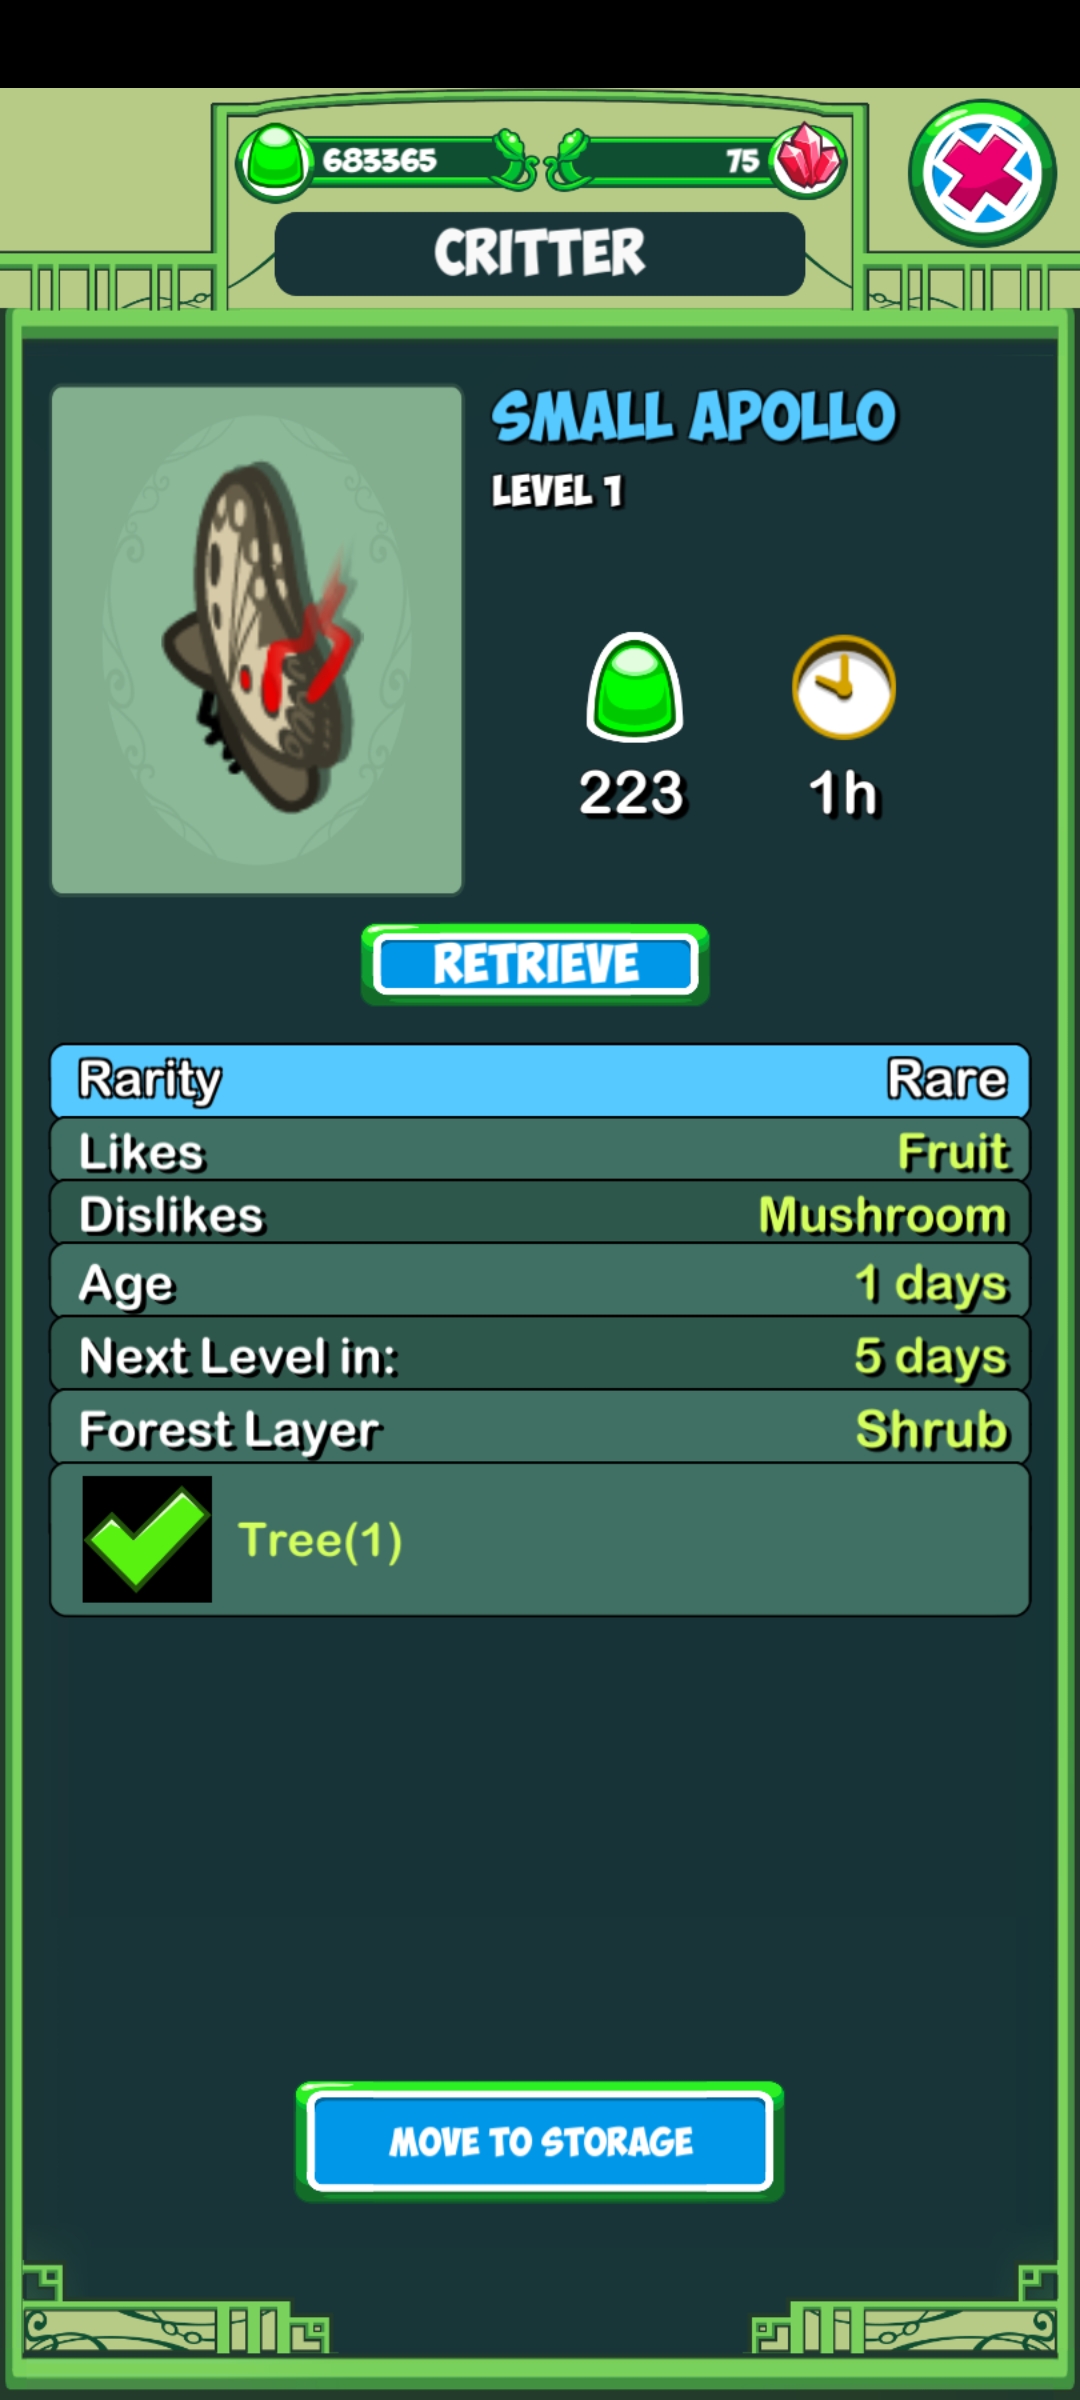 683365
75
CRITTER
SMALL APOLLO
LEVEL 1
223
1h
RETRIEVE
Rarity Rare
Likes Fruit
Dislikes Mushroom
Age 1 days
Next Level in: 5 days
Forest Layer Shrub
Tree(1)
MOVE TO STORAGE